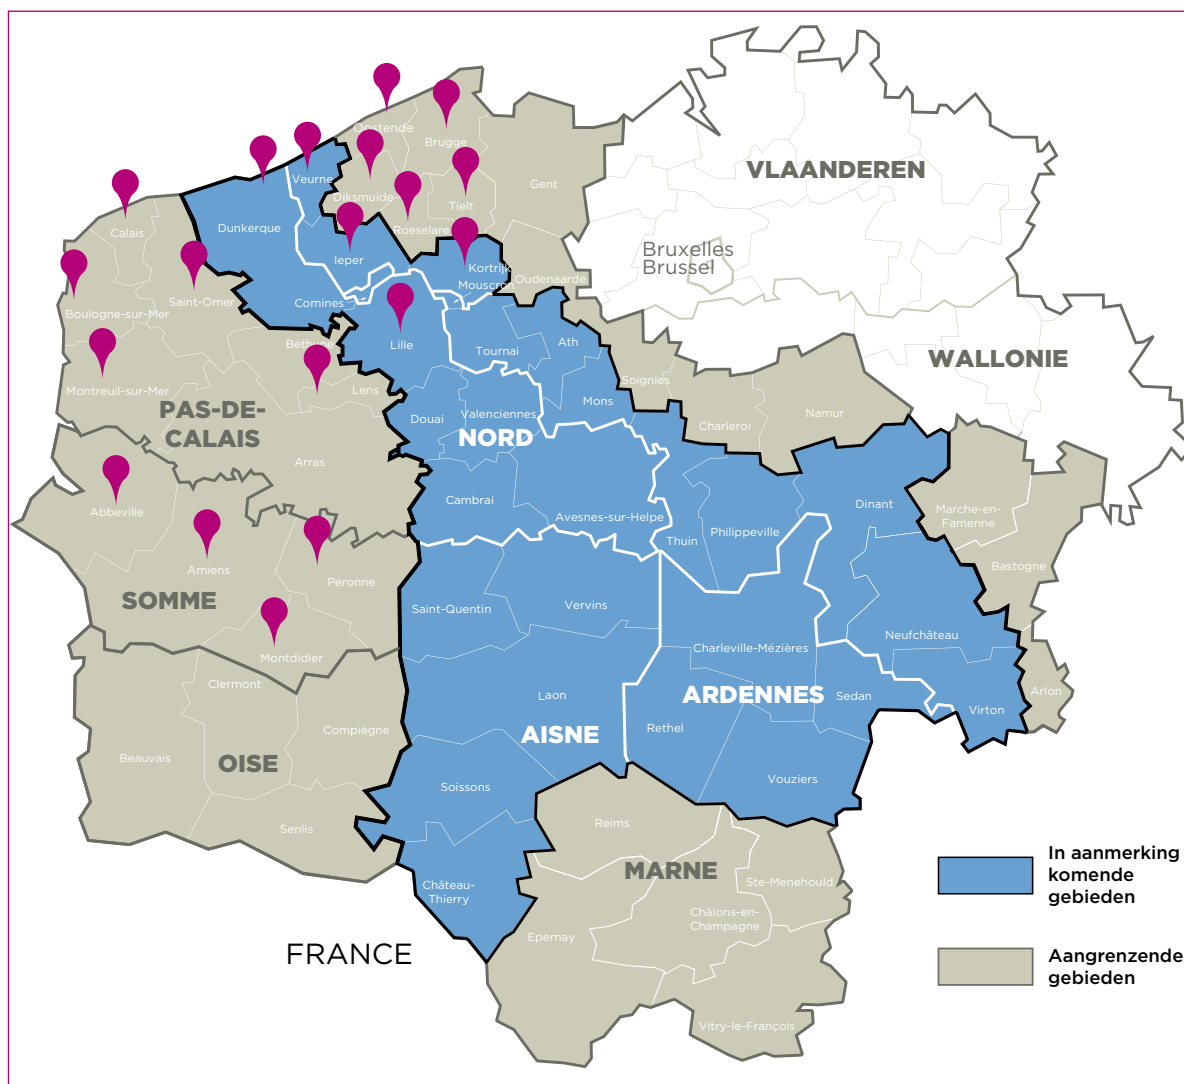 Oostende
Brugge
VLAANDEREN
Veurne
Gent
Diksmuide-
Tielt
Dunkerque
Calais
Roeselare
Bruxelles
Brussel
Ieper
Kortrijk
Mouscron
Oudenaarde
Saint-Omer
Comines
Boulogne-sur-Mer
Béthune
Lille
Tournai
Ath
WALLONIE
Soignies
Montreuil-sur-Mer
Lens
Mons
Namur
PAS-DE-
CALAIS
Douai
Valenciennes
NORD
Charleroi
Arras
Cambrai
Dinant
Abbeville
Avesnes-sur-Helpe
Marche-en-
Famenne
Thuin
Philippeville
Amiens
Péronne
Bastogne
SOMME
Saint-Quentin
Vervins
Neufchâteau
Montdidier
Charleville-Mézières
Clermont
Laon
ARDENNES
Sedan
Arlon
Virton
Compiègne
Rethel
AISNE
Beauvais
OISE
Soissons
Vouziers
Senlis
Reims
MARNE
In aanmerking
komende
gebieden
Château-
Thierry
Ste-Menehould
Châlons-en-
Champagne
Epernay
FRANCE
Aangrenzende
gebieden
Vitry-le-François